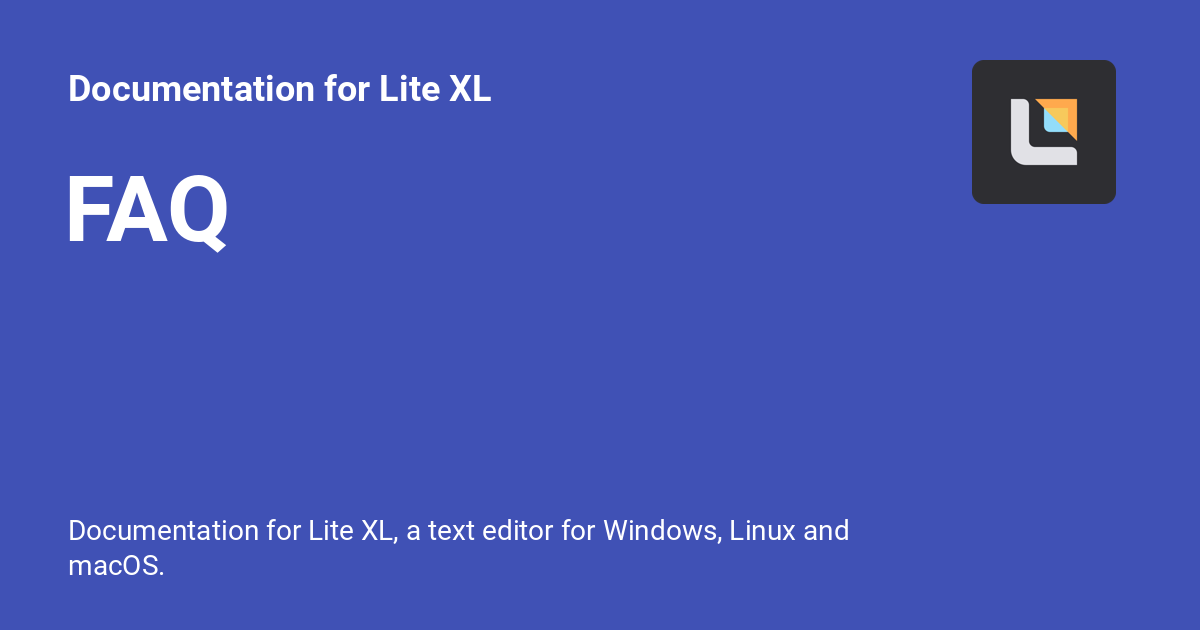 Documentation for Lite XL
FAQ
Documentation for Lite XL, a text editor for Windows, Linux and
macOS.